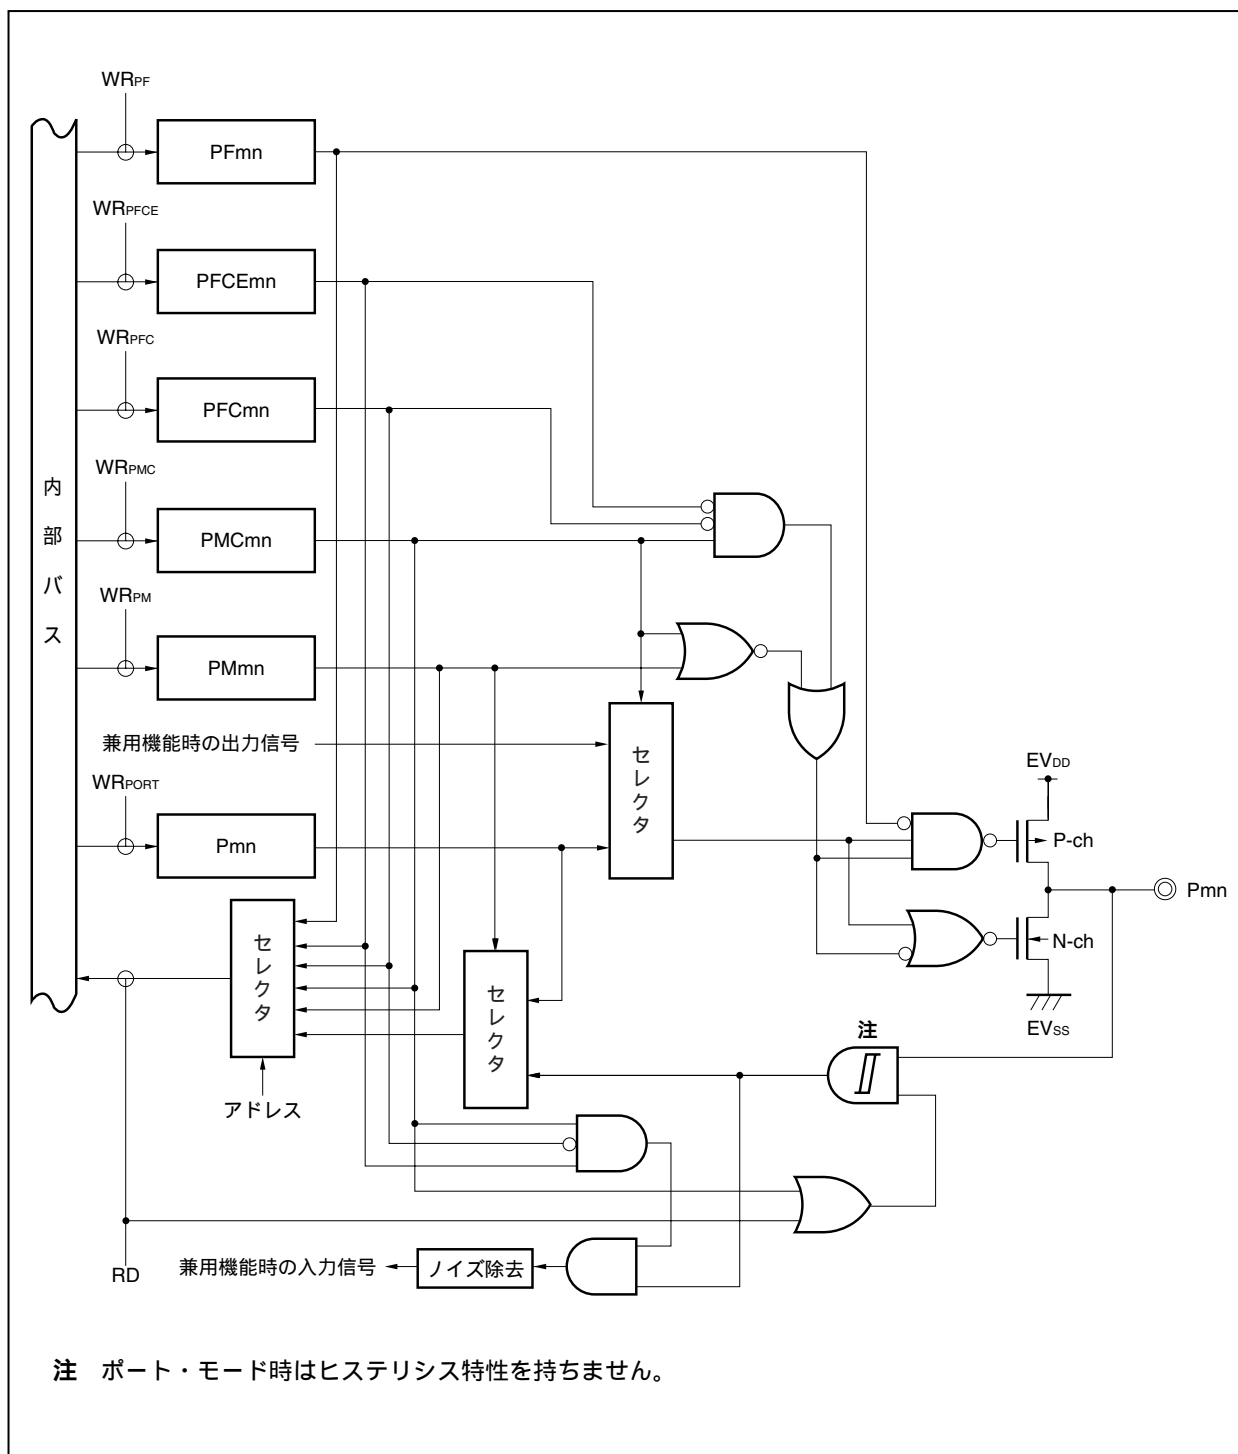 WRPF
PFmn
WRPFCE
PFCEmn
WRPFC
PFCmn
WRPMC
PMCmn
内部バス
WRPM
PMmn
兼用機能時の出力信号
セレクタ
WRPORT
Pmn
EVDD
P-ch
Pmn
N-ch
EVSS
セレクタ
セレクタ
注
アドレス
RD
兼用機能時の入力信号
ノイズ除去
注 ポート・モード時はヒステリシス特性を持ちません。